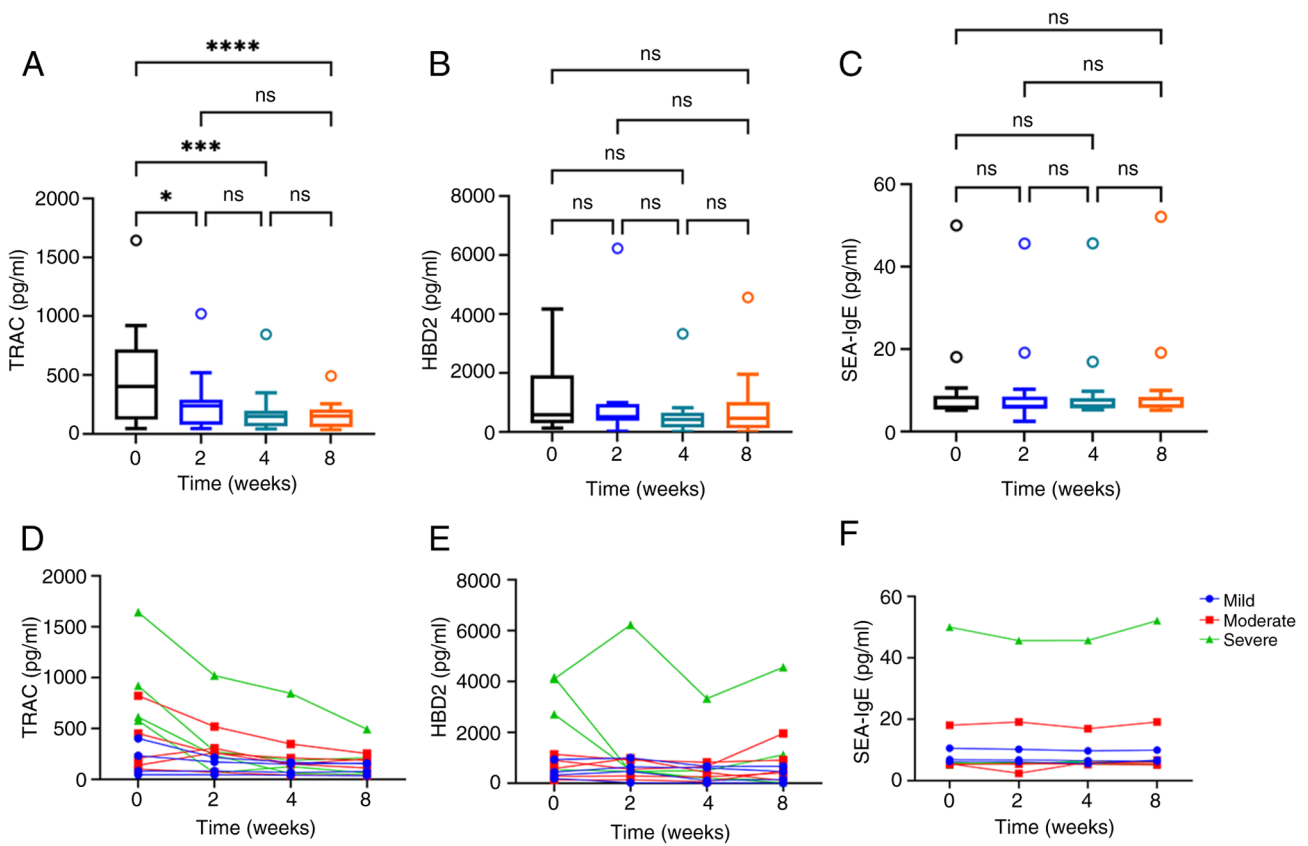 A
****
ns
***
*
ns
ns
2000
1500
1000
500
0
TRAC (pg/ml)
0
2
4
8
Time (weeks)
B
ns
ns
ns
ns
ns
ns
8000
6000
4000
2000
0
HBD2 (pg/ml)
0
2
4
8
Time (weeks)
C
ns
ns
ns
ns
ns
ns
60
40
20
0
SEA-IgE (pg/ml)
0
2
4
8
Time (weeks)
D
2000
1500
1000
500
0
TRAC (pg/ml)
0
2
4
8
Time (weeks)
E
8000
6000
4000
2000
0
HBD2 (pg/ml)
0
2
4
8
Time (weeks)
F
60
40
20
0
SEA-IgE (pg/ml)
0
2
4
8
Time (weeks)
Mild
Moderate
Severe